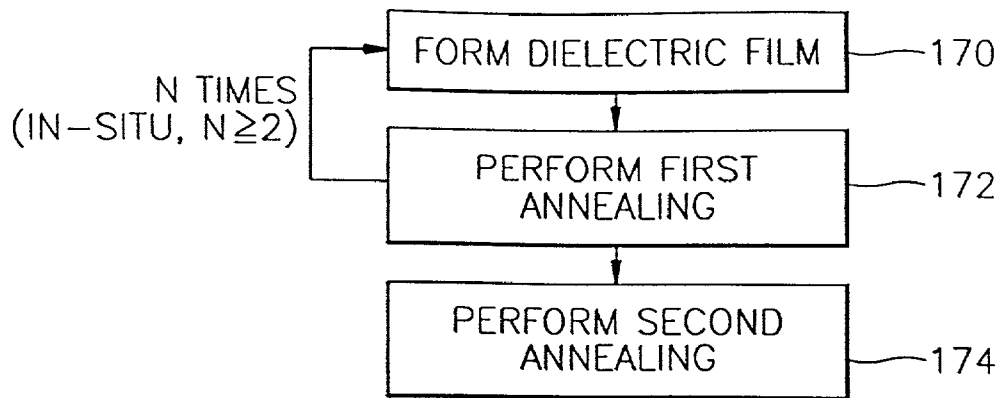 FORM DIELECTRIC FILM
170
N TIMES
(IN-SITU, N≧2)
PERFORM FIRST
ANNEALING
172
PERFORM SECOND
ANNEALING
174